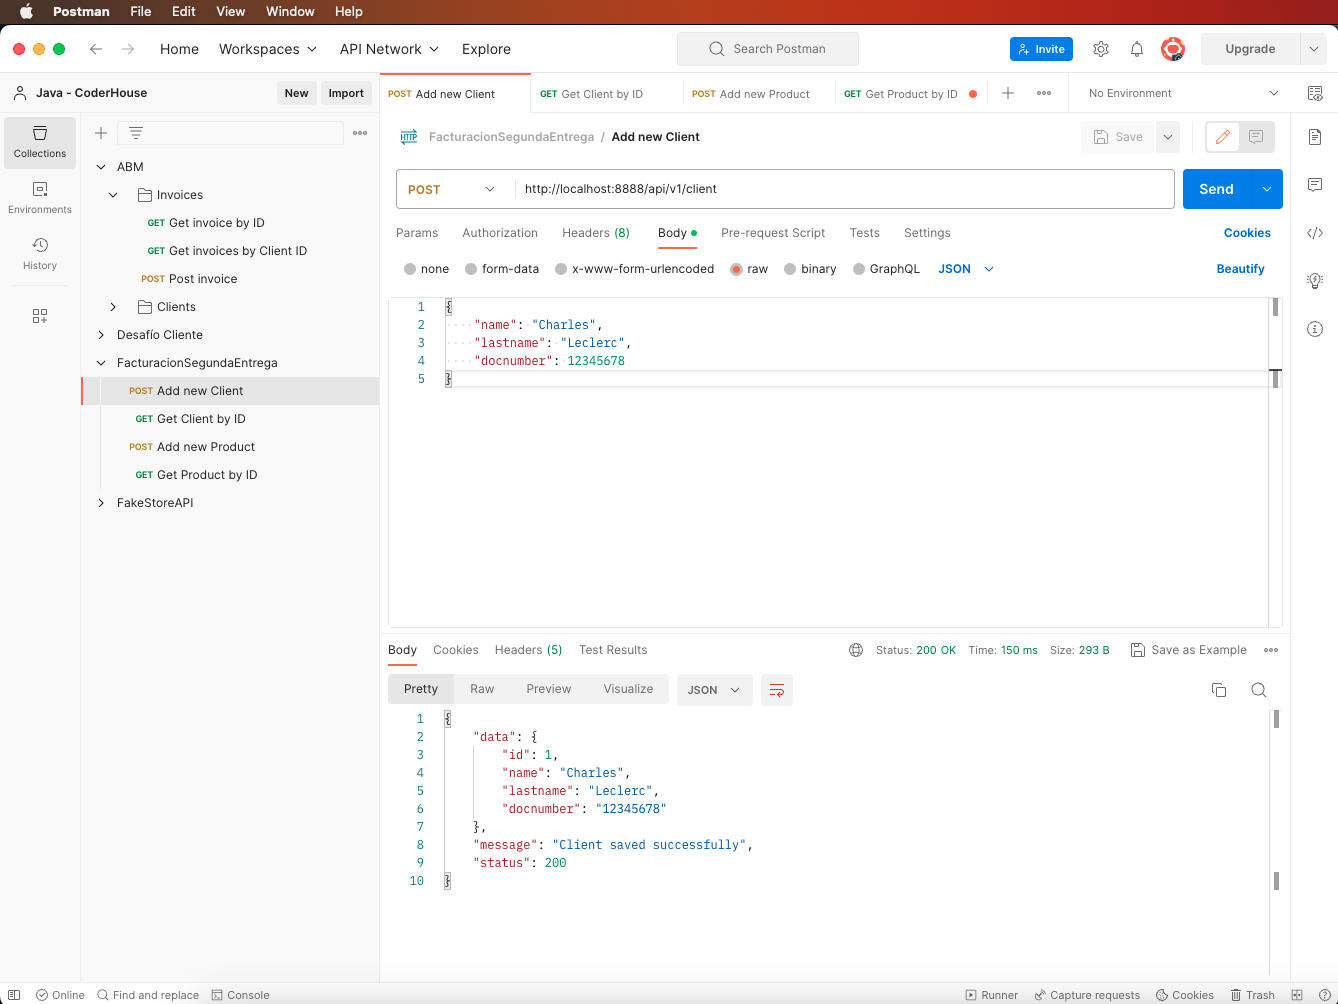 Postman File Edit View Window Help
Home Workspaces API Network Explore Search Postman Invite Upgrade
Java - CoderHouse New Import
POST Add new Client GET Get Client by ID POST Add new Product GET Get Product by ID No Environment
Collections
Environments
History
ABM
Invoices
GET Get invoice by ID
GET Get invoices by Client ID
POST Post invoice
Clients
Desafío Cliente
FacturacionSegundaEntrega
POST Add new Client
GET Get Client by ID
POST Add new Product
GET Get Product by ID
FakeStoreAPI
HTTP FacturacionSegundaEntrega / Add new Client Save
POST http://localhost:8888/api/v1/client Send
Params Authorization Headers (8) Body Pre-request Script Tests Settings Cookies
none form-data x-www-form-urlencoded raw binary GraphQL JSON Beautify
1 {
2 "name": "Charles",
3 "lastname": "Leclerc",
4 "docnumber": 12345678
5 }
Body Cookies Headers (5) Test Results Status: 200 OK Time: 150 ms Size: 293 B Save as Example
Pretty Raw Preview Visualize JSON
1 {
2 "data": {
3 "id": 1,
4 "name": "Charles",
5 "lastname": "Leclerc",
6 "docnumber": "12345678"
7 },
8 "message": "Client saved successfully",
9 "status": 200
10 }
Online Find and replace Console Runner Capture requests Cookies Trash